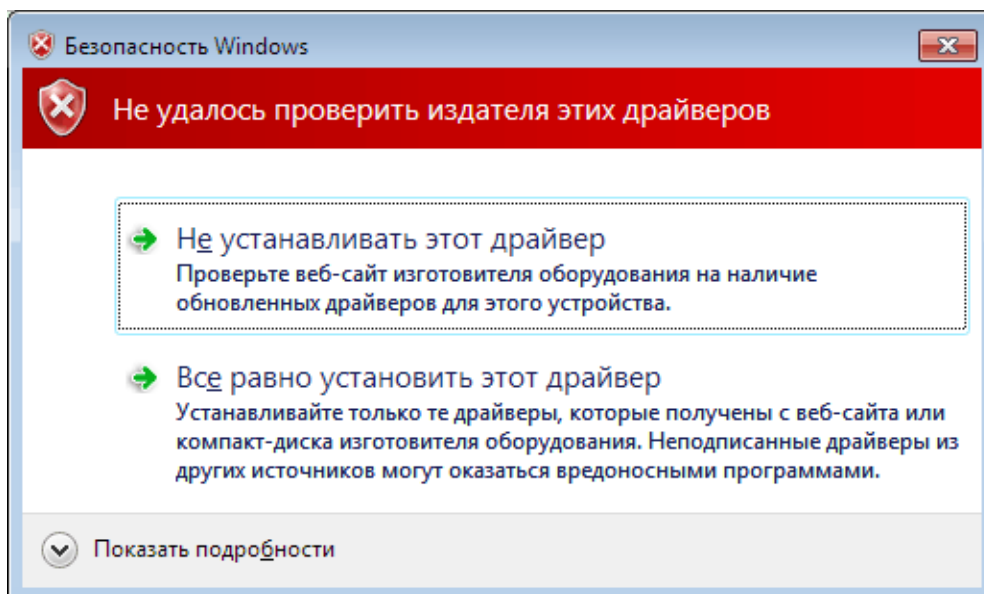 Безопасность Windows
Не удалось проверить издателя этих драйверов
Не устанавливать этот драйвер
Проверьте веб-сайт изготовителя оборудования на наличие
обновленных драйверов для этого устройства.
Все равно установить этот драйвер
Устанавливайте только те драйверы, которые получены с веб-сайта или
компакт-диска изготовителя оборудования. Неподписанные драйверы из
других источников могут оказаться вредоносными программами.
Показать подробности